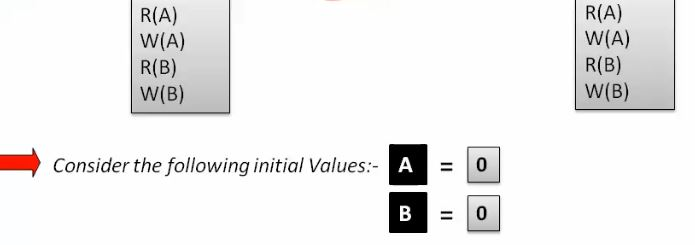 R(A)
W(A)
R(B)
W(B)
R(A)
W(A)
R(B)
W(B)
Consider the following initial Values:- A = 0
B = 0